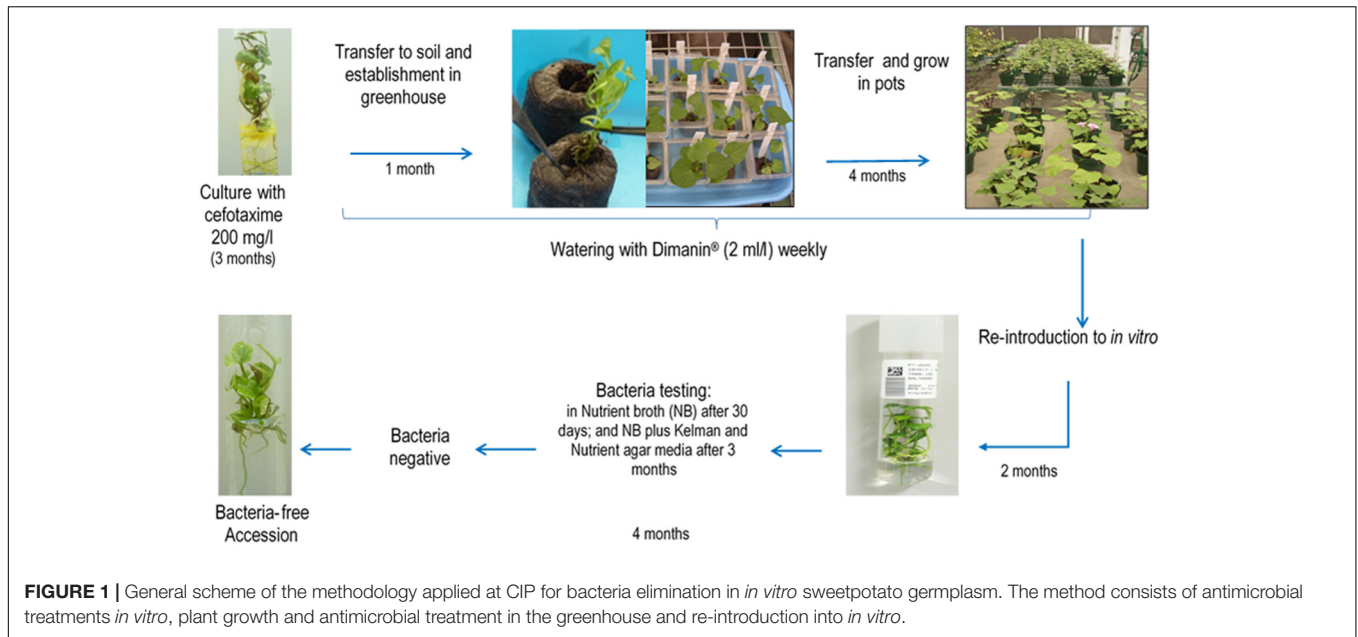 Transfer to soil and
establishment in
greenhouse
1 month
Transfer and grow
in pots
4 months
Culture with
cefotaxime
200 mg/l
(3 months)
Watering with Dimanin® (2 ml/l) weekly
Re-introduction to in vitro
2 months
Bacteria testing:
in Nutrient broth (NB) after 30
days; and NB plus Kelman and
Nutrient agar media after 3
months
Bacteria
negative
Bacteria-free
Accession
4 months
FIGURE 1 | General scheme of the methodology applied at CIP for bacteria elimination in in vitro sweetpotato germplasm. The method consists of antimicrobial
treatments in vitro, plant growth and antimicrobial treatment in the greenhouse and re-introduction into in vitro.